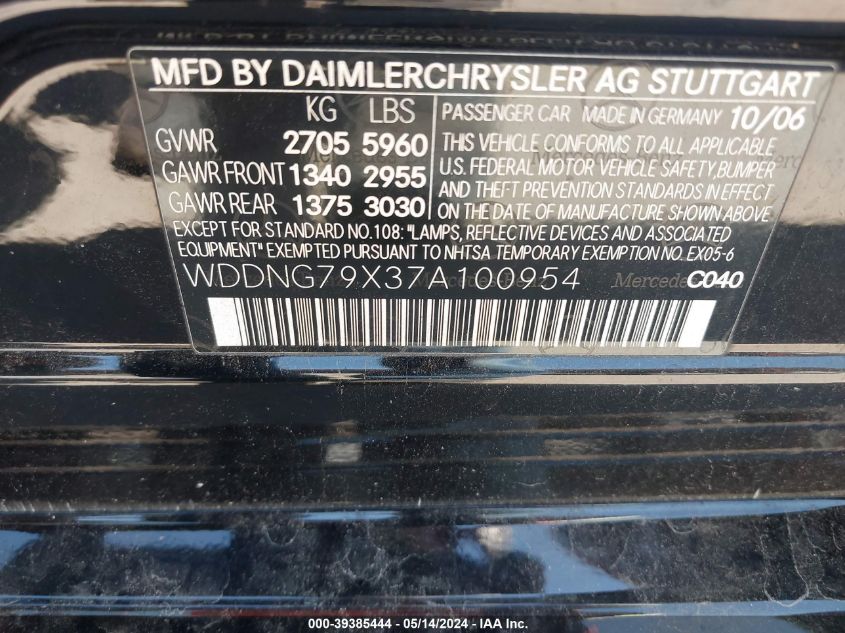 MFD BY DAIMLERCHRYSLER AG STUTTGART
KG LBS
GVWR 2705 5960
GAWR FRONT 1340 2955
GAWR REAR 1375 3030
PASSENGER CAR MADE IN GERMANY 10/06
THIS VEHICLE CONFORMS TO ALL APPLICABLE
U.S. FEDERAL MOTOR VEHICLE SAFETY, BUMPER
AND THEFT PREVENTION STANDARDS IN EFFECT
ON THE DATE OF MANUFACTURE SHOWN ABOVE.
EXCEPT FOR STANDARD NO. 108: "LAMPS, REFLECTIVE DEVICES AND ASSOCIATED
EQUIPMENT" EXEMPTED PURSUANT TO NHTSA TEMPORARY EXEMPTION NO. EX05-6
WDDNG79X37A100954 C040
000-39385444 - 05/14/2024 - IAA Inc.